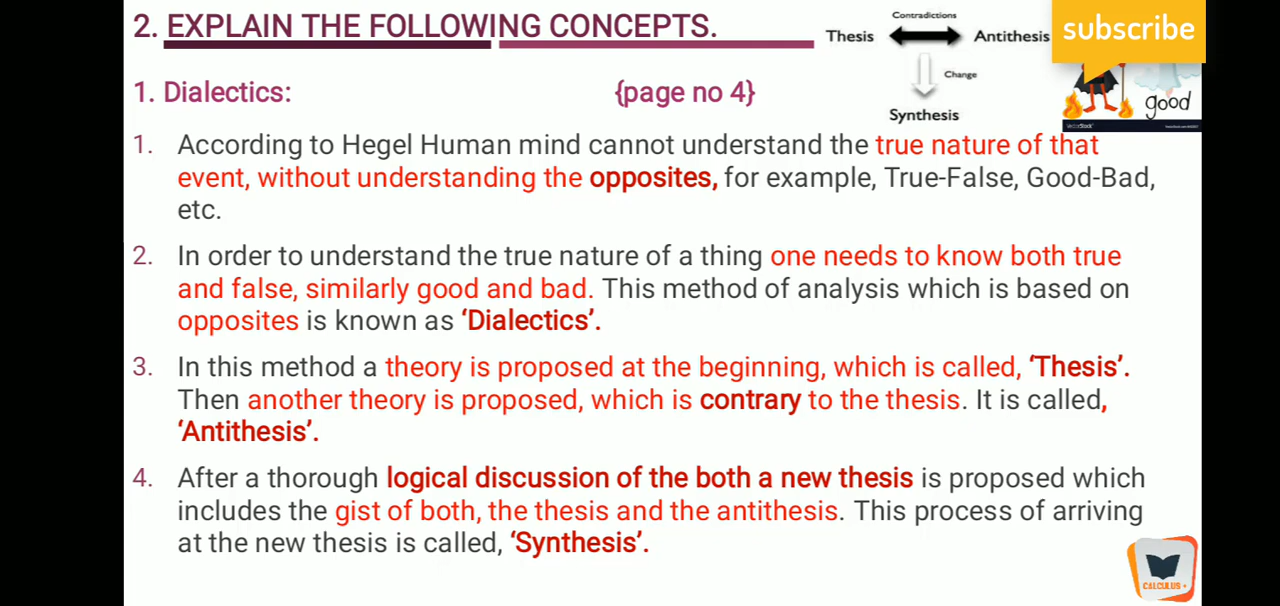 2. EXPLAIN THE FOLLOWING CONCEPTS.
Contradictions
Thesis
Antithesis
Change
Synthesis
subscribe
good
VectorStock
1. Dialectics:
{page no 4}
1. According to Hegel Human mind cannot understand the true nature of that
event, without understanding the opposites, for example, True-False, Good-Bad,
etc.
2. In order to understand the true nature of a thing one needs to know both true
and false, similarly good and bad. This method of analysis which is based on
opposites is known as ‘Dialectics’.
3. In this method a theory is proposed at the beginning, which is called, ‘Thesis’.
Then another theory is proposed, which is contrary to the thesis. It is called,
‘Antithesis’.
4. After a thorough logical discussion of the both a new thesis is proposed which
includes the gist of both, the thesis and the antithesis. This process of arriving
at the new thesis is called, ‘Synthesis’.
CALCULUS +